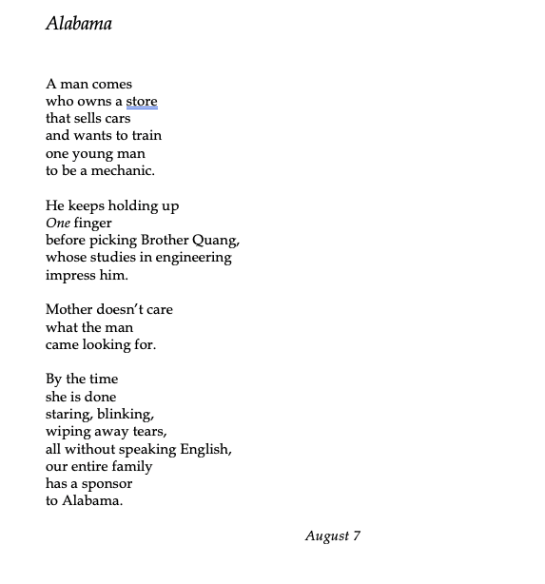 Alabama
A man comes
who owns a store
that sells cars
and wants to train
one young man
to be a mechanic.
He keeps holding up
One finger
before picking Brother Quang,
whose studies in engineering
impress him.
Mother doesn't care
what the man
came looking for.
By the time
she is done
staring, blinking,
wiping away tears,
all without speaking English,
our entire family
has a sponsor
to Alabama.
August 7